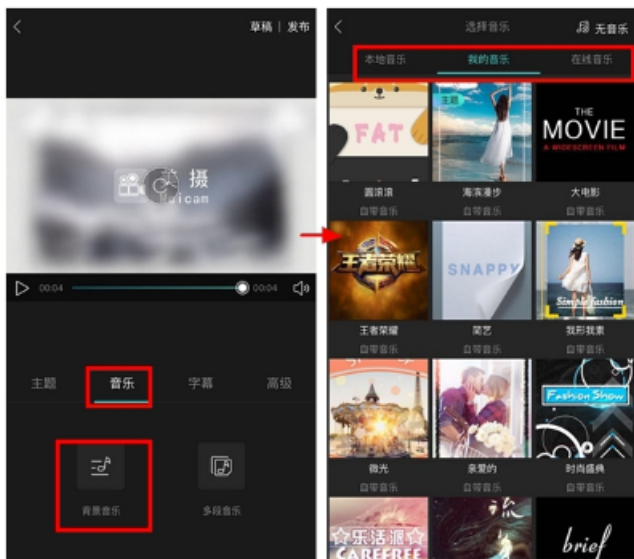 草稿 | 发布
美 摄
Meicam
00:04
00:04
主题
音乐
字幕
高级
背景音乐
多段音乐
选择音乐
无音乐
本地音乐
我的音乐
在线音乐
FAT
主题
THE
MOVIE
A WIDESCREEN FILM
圆滚滚
海滨漫步
大电影
自带音乐
自带音乐
自带音乐
王者荣耀
SNAPPY
Simple fashion
王者荣耀
简艺
我形我素
自带音乐
自带音乐
自带音乐
Fashion Show
微光
亲爱的
时尚盛典
自带音乐
自带音乐
自带音乐
乐活派
CAREFREE
流
brief